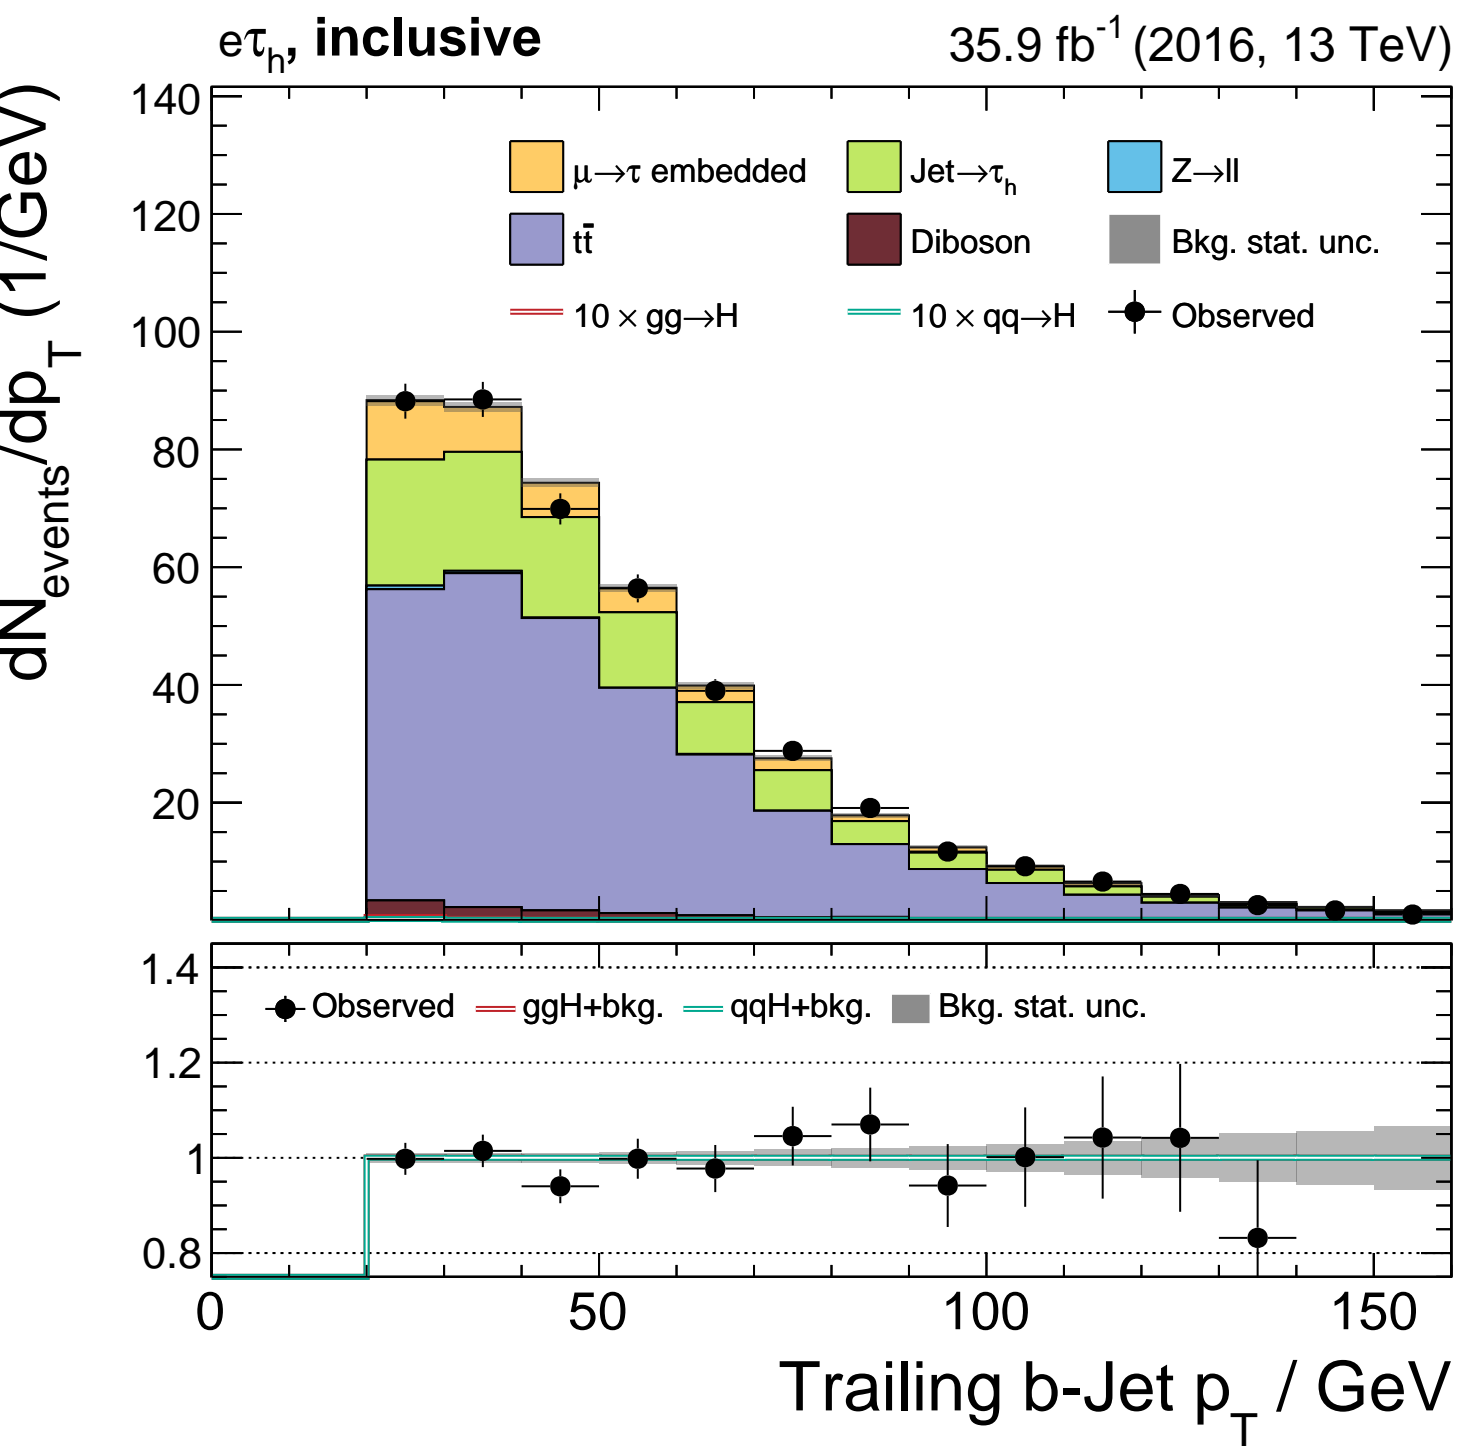 eτh, inclusive 35.9 fb-1 (2016, 13 TeV)
dNevents/dpT (1/GeV)
140
120
100
80
60
40
20
μ→τ embedded Jet→τh Z→ll
tt̄ Diboson Bkg. stat. unc.
10 × gg→H 10 × qq→H Observed
1.4
1.2
1
0.8
Observed ggH+bkg. qqH+bkg. Bkg. stat. unc.
0 50 100 150
Trailing b-Jet pT / GeV